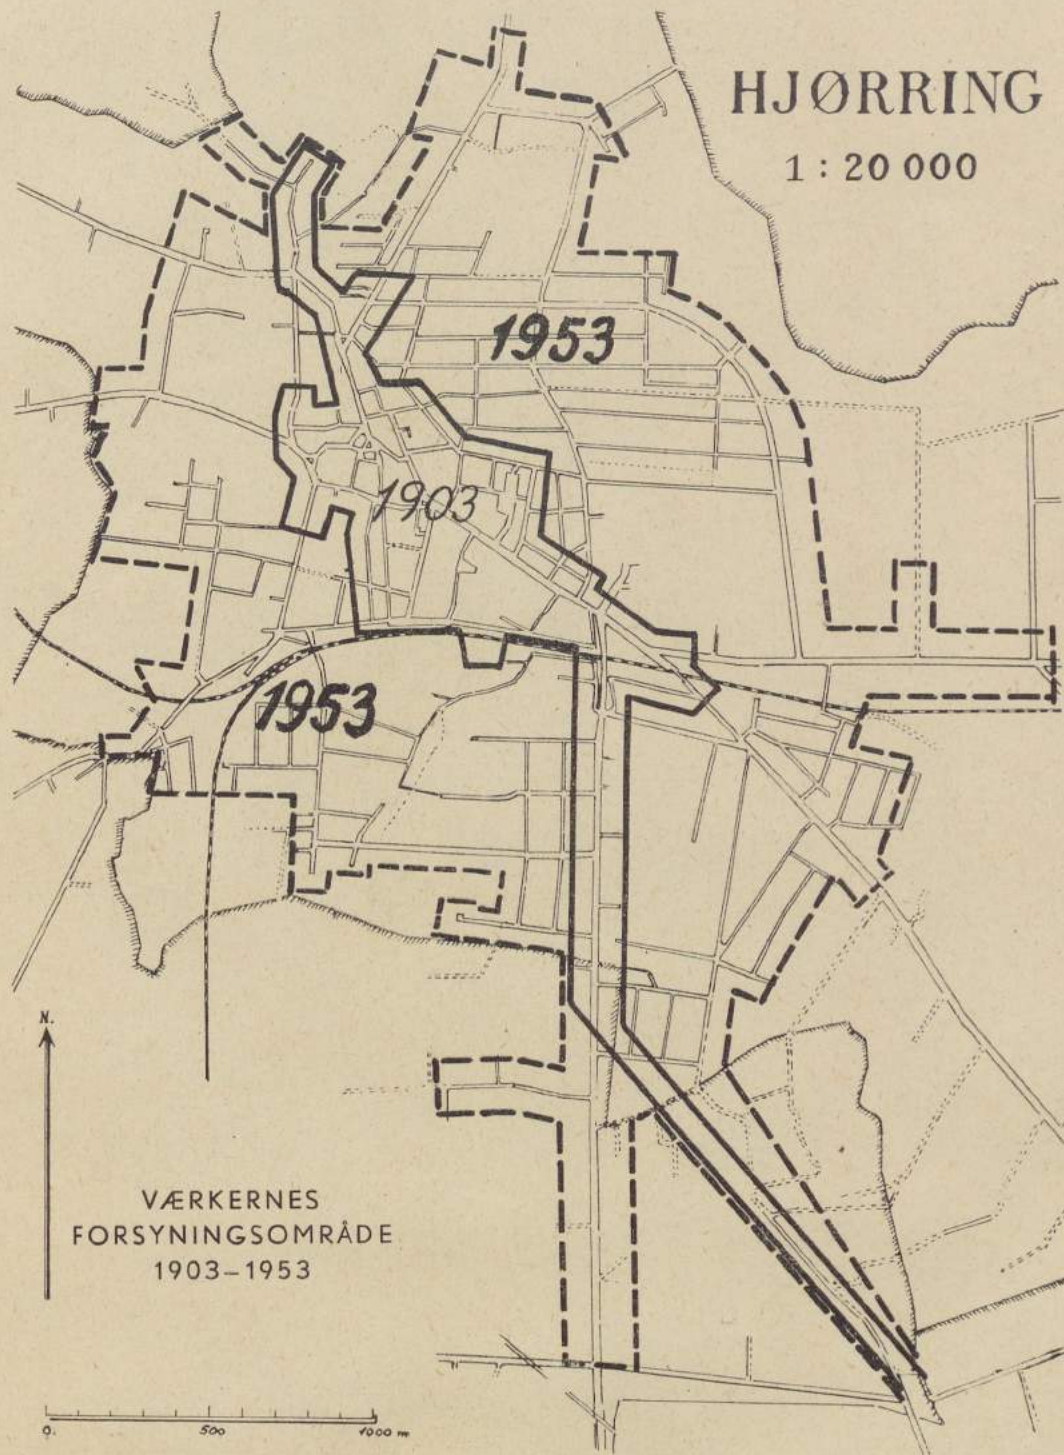 HJØRRING
1 : 20 000
1953
1903
1953
N.
VÆRKERNES
FORSYNINGSOMRÅDE
1903–1953
0. 500 1000 m